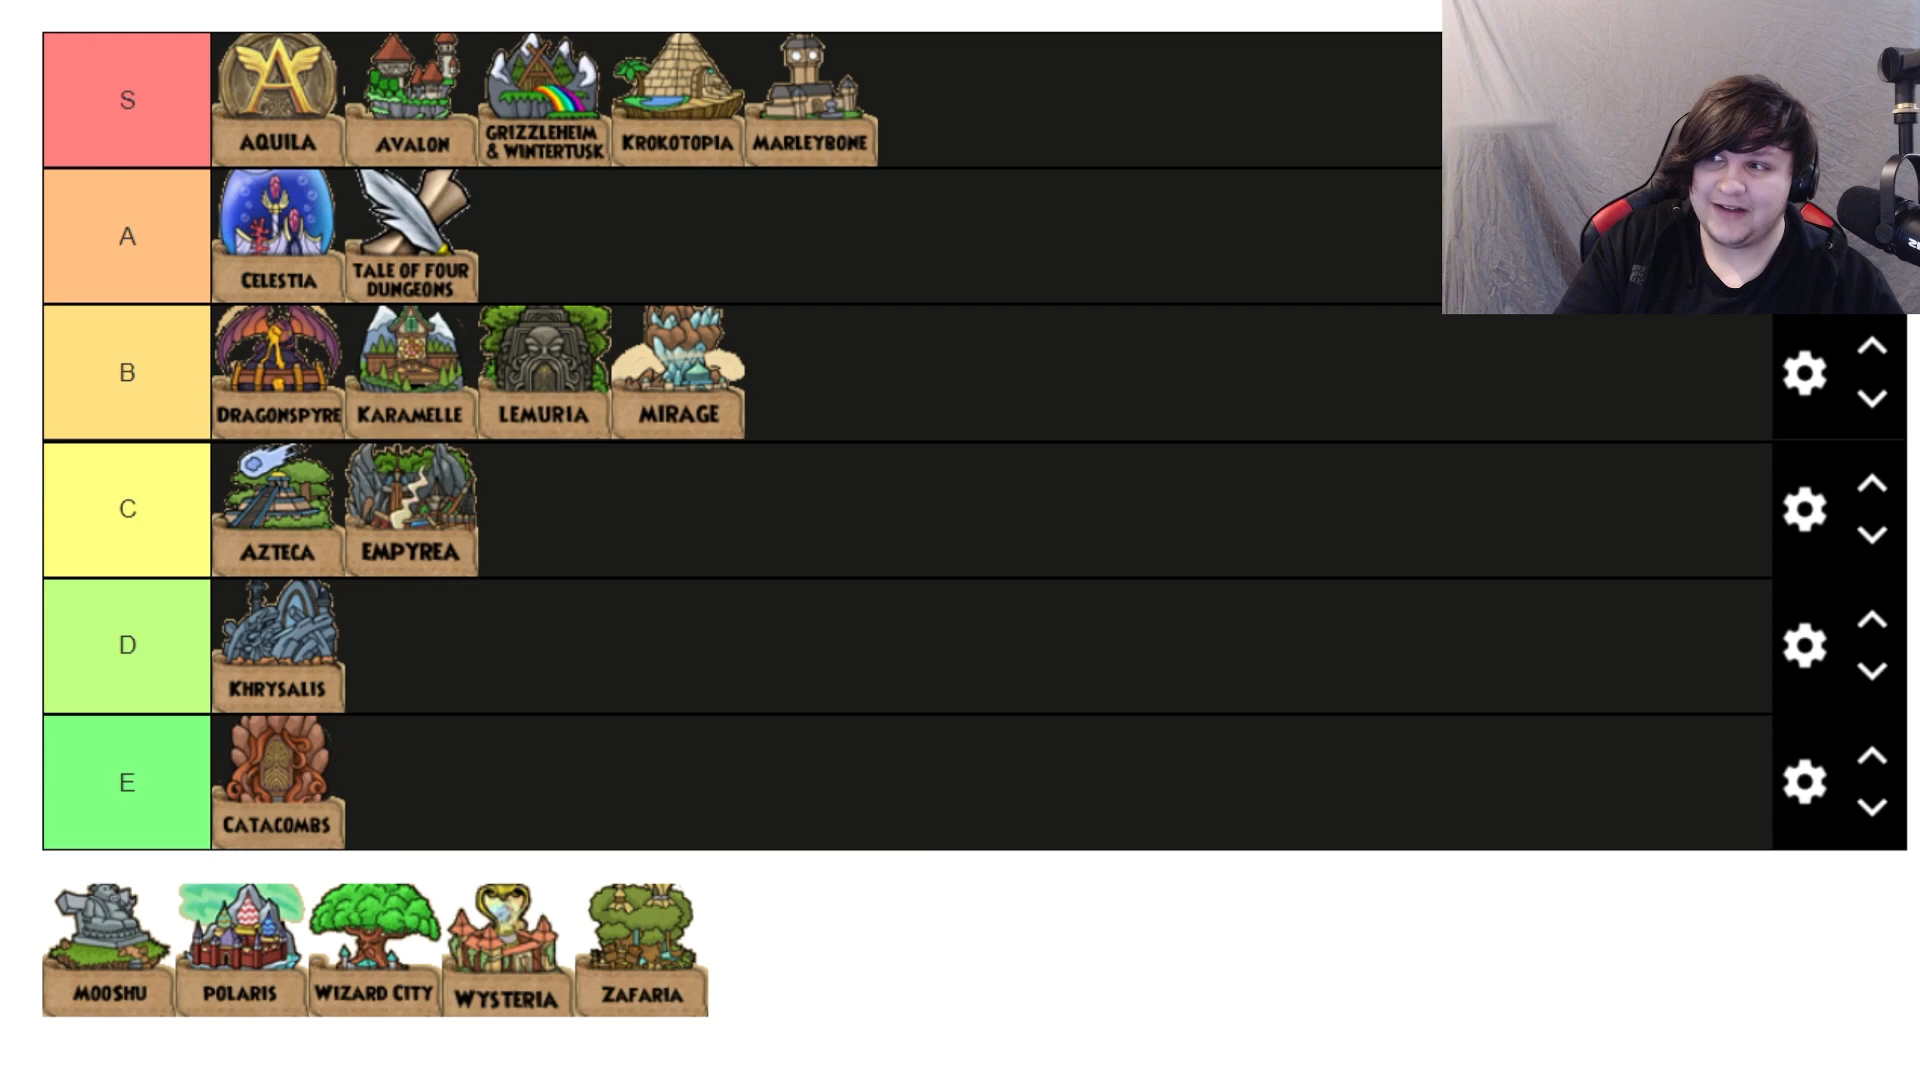 S
AQUILA
AVALON
GRIZZLEHEIM
& WINTERTUSK
KROKOTOPIA
MARLEYBONE
A
CELESTIA
TALE OF FOUR
DUNGEONS
B
DRAGONSPYRE
KARAMELLE
LEMURIA
MIRAGE
C
AZTECA
EMPYREA
D
KHRYSALIS
E
CATACOMBS
MOOSHU
POLARIS
WIZARD CITY
WYSTERIA
ZAFARIA